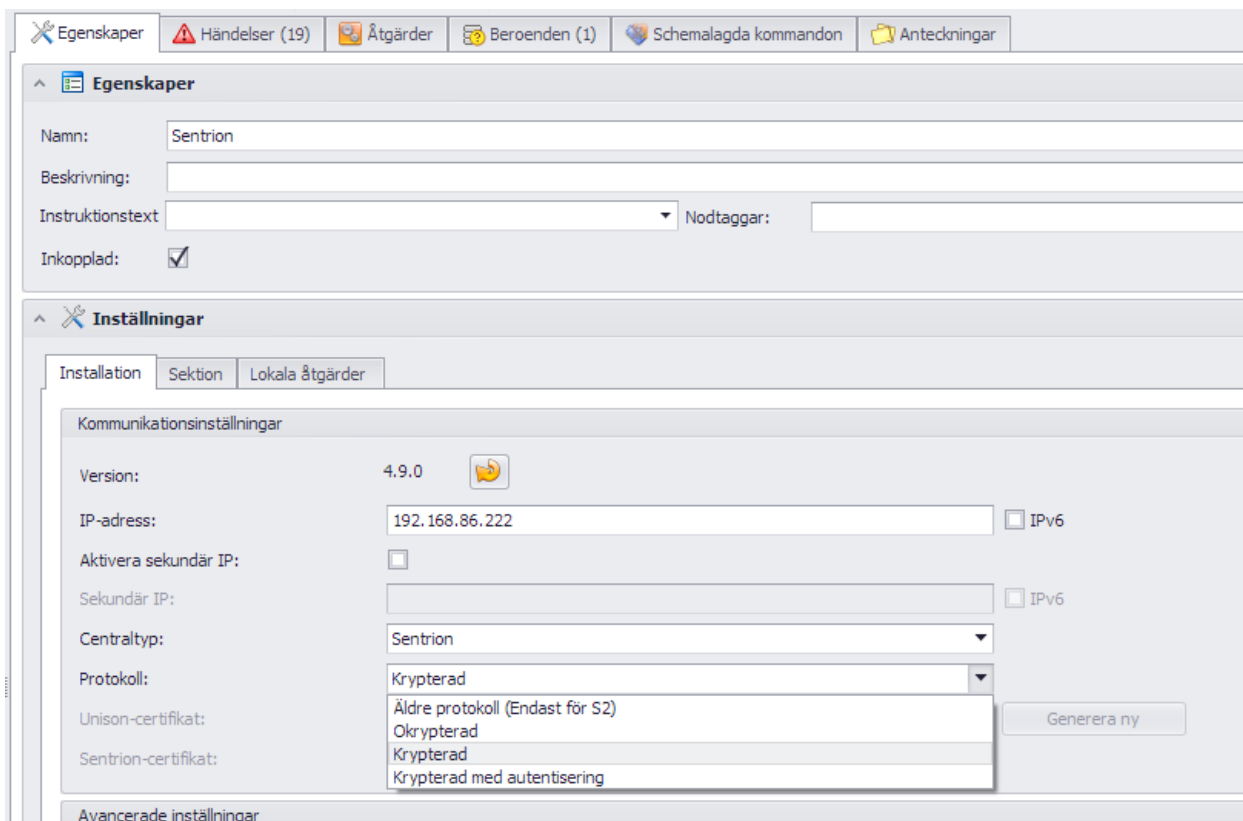 Egenskaper Händelser (19) Åtgärder Beroenden (1) Schemalagda kommandon Anteckningar
Egenskaper
Namn: Sentrion
Beskrivning:
Instruktionstext Nodtaggar:
Inkopplad:
Inställningar
Installation Sektion Lokala åtgärder
Kommunikationsinställningar
Version: 4.9.0
IP-adress: 192.168.86.222 IPv6
Aktivera sekundär IP:
Sekundär IP: IPv6
Centraltyp: Sentrion
Protokoll: Krypterad
Äldre protokoll (Endast för S2)
Unison-certifikat: Okrypterad Generera ny
Krypterad
Sentrion-certifikat: Krypterad med autentisering
Avancerade inställningar